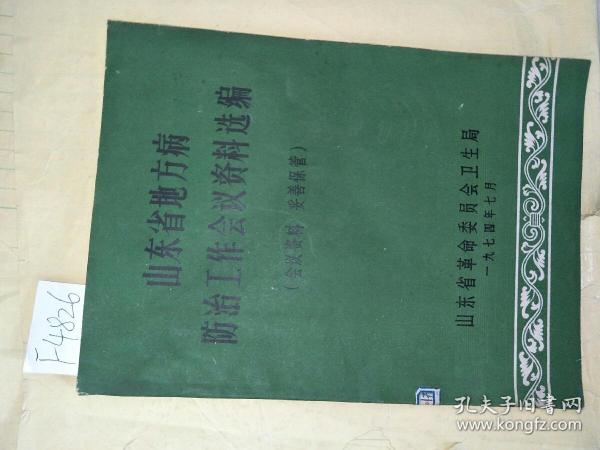 山东省地方病
防治工作会议资料选编
（会议资料 妥善保管）
山东省革命委员会卫生局
一九七四年七月
F4826
孔夫子旧书网
www.kongfz.com